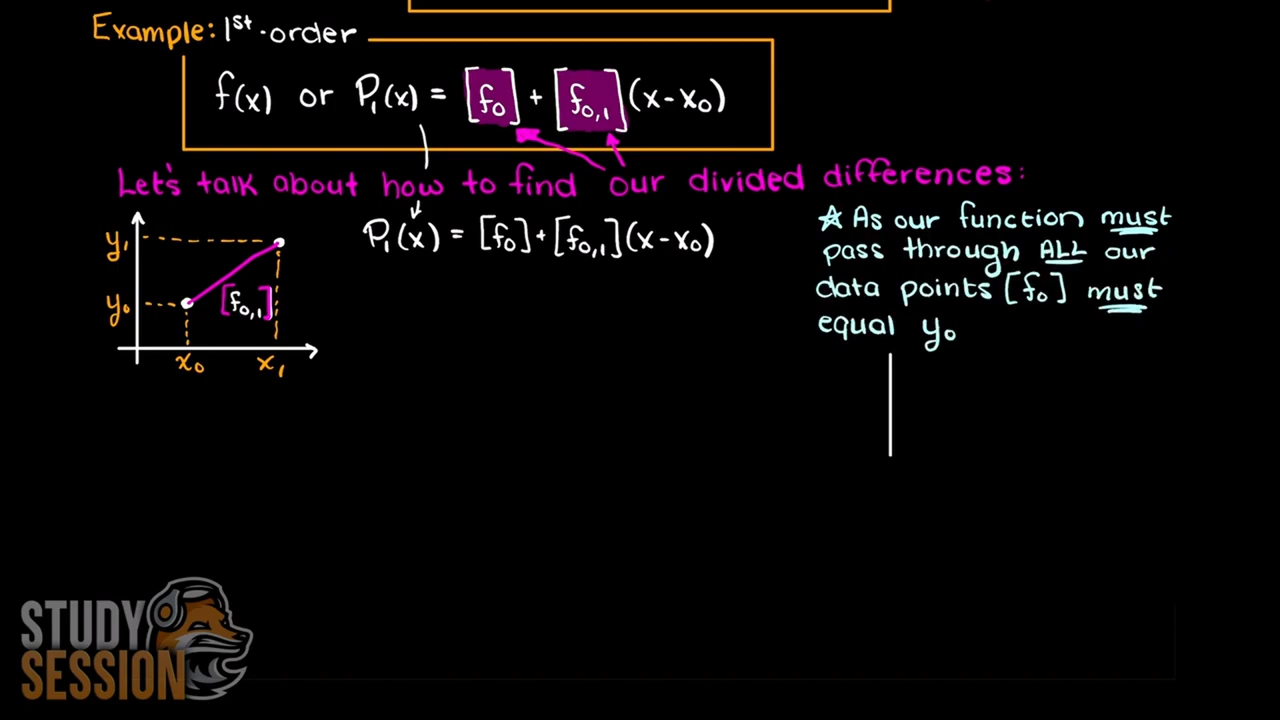 Example: 1st-order
f(x) or P₁(x) = [f₀] + [f₀,₁](x-x₀)
Let's talk about how to find our divided differences:
P₁(x) = [f₀]+[f₀,₁](x-x₀)
y₁
y₀
[f₀,₁]
x₀ x₁
★ As our function must
pass through ALL our
data points [f₀] must
equal y₀
STUDY
SESSION